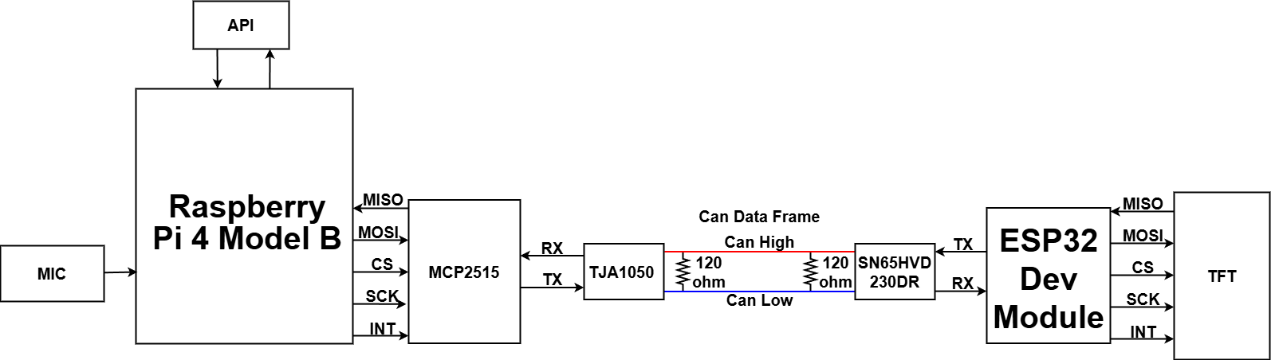 API
Raspberry
Pi 4 Model B
MIC
MISO
MOSI
CS
SCK
INT
MCP2515
RX
TX
TJA1050
Can Data Frame
Can High
120
ohm
120
ohm
Can Low
SN65HVD
230DR
TX
RX
ESP32
Dev
Module
MISO
MOSI
CS
SCK
INT
TFT